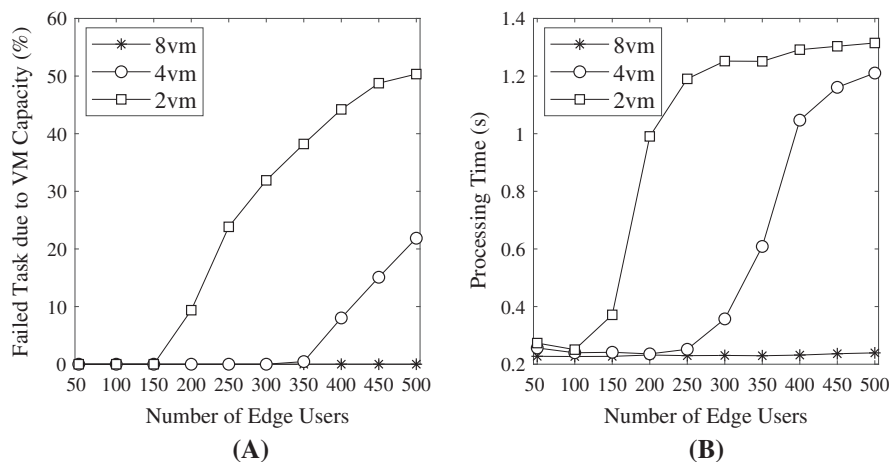 Failed Task due to VM Capacity (%)
60
50
40
30
20
10
0
8vm
4vm
2vm
50 100 150 200 250 300 350 400 450 500
Number of Edge Users
(A)
Processing Time (s)
1.4
1.2
1
0.8
0.6
0.4
0.2
8vm
4vm
2vm
50 100 150 200 250 300 350 400 450 500
Number of Edge Users
(B)